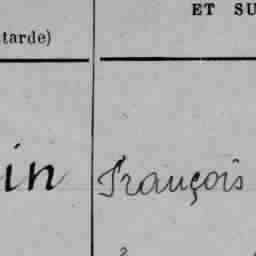 ET SU
tarde)
in François